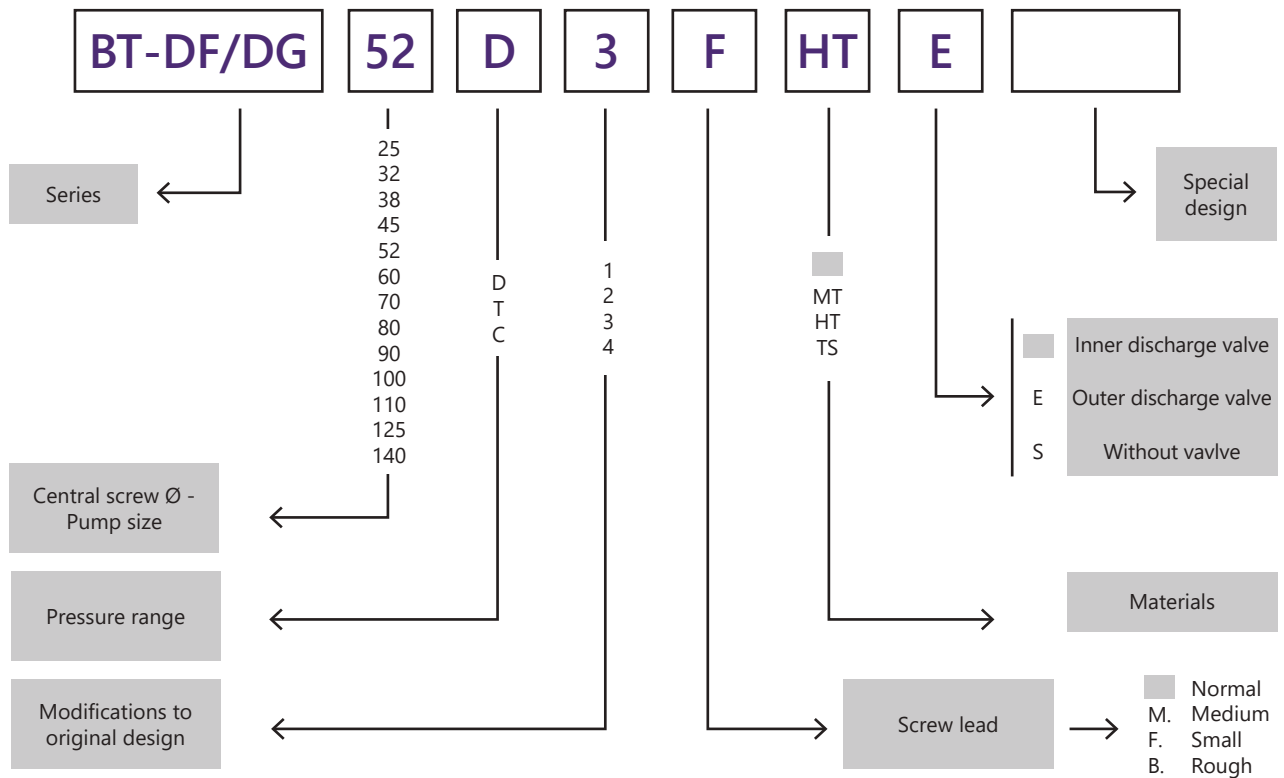 BT-DF/DG 52 D 3 F HT E
Series
25
32
38
45
52
60
70
80
90
100
110
125
140
D
T
C
1
2
3
4
MT
HT
TS
Special
design
Inner discharge valve
E Outer discharge valve
S Without vavlve
Central screw Ø -
Pump size
Pressure range
Materials
Modifications to
original design
Screw lead
Normal
M. Medium
F. Small
B. Rough